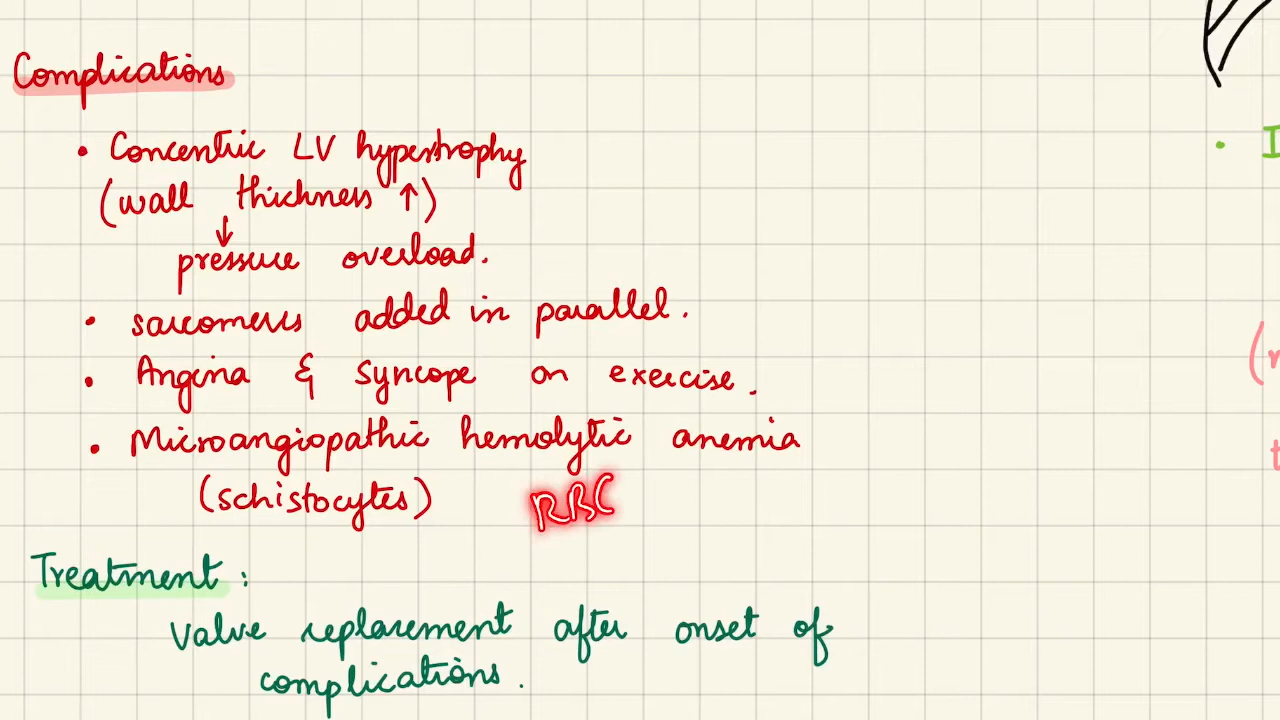 Complications
• Concentric LV hypertrophy
(wall thickness ↑)
↓
pressure overload.
• sarcomeres added in parallel.
• Angina & syncope on exercise.
• Microangiopathic hemolytic anemia
(schistocytes) RBC
Treatment:
Valve replacement after onset of
complications.